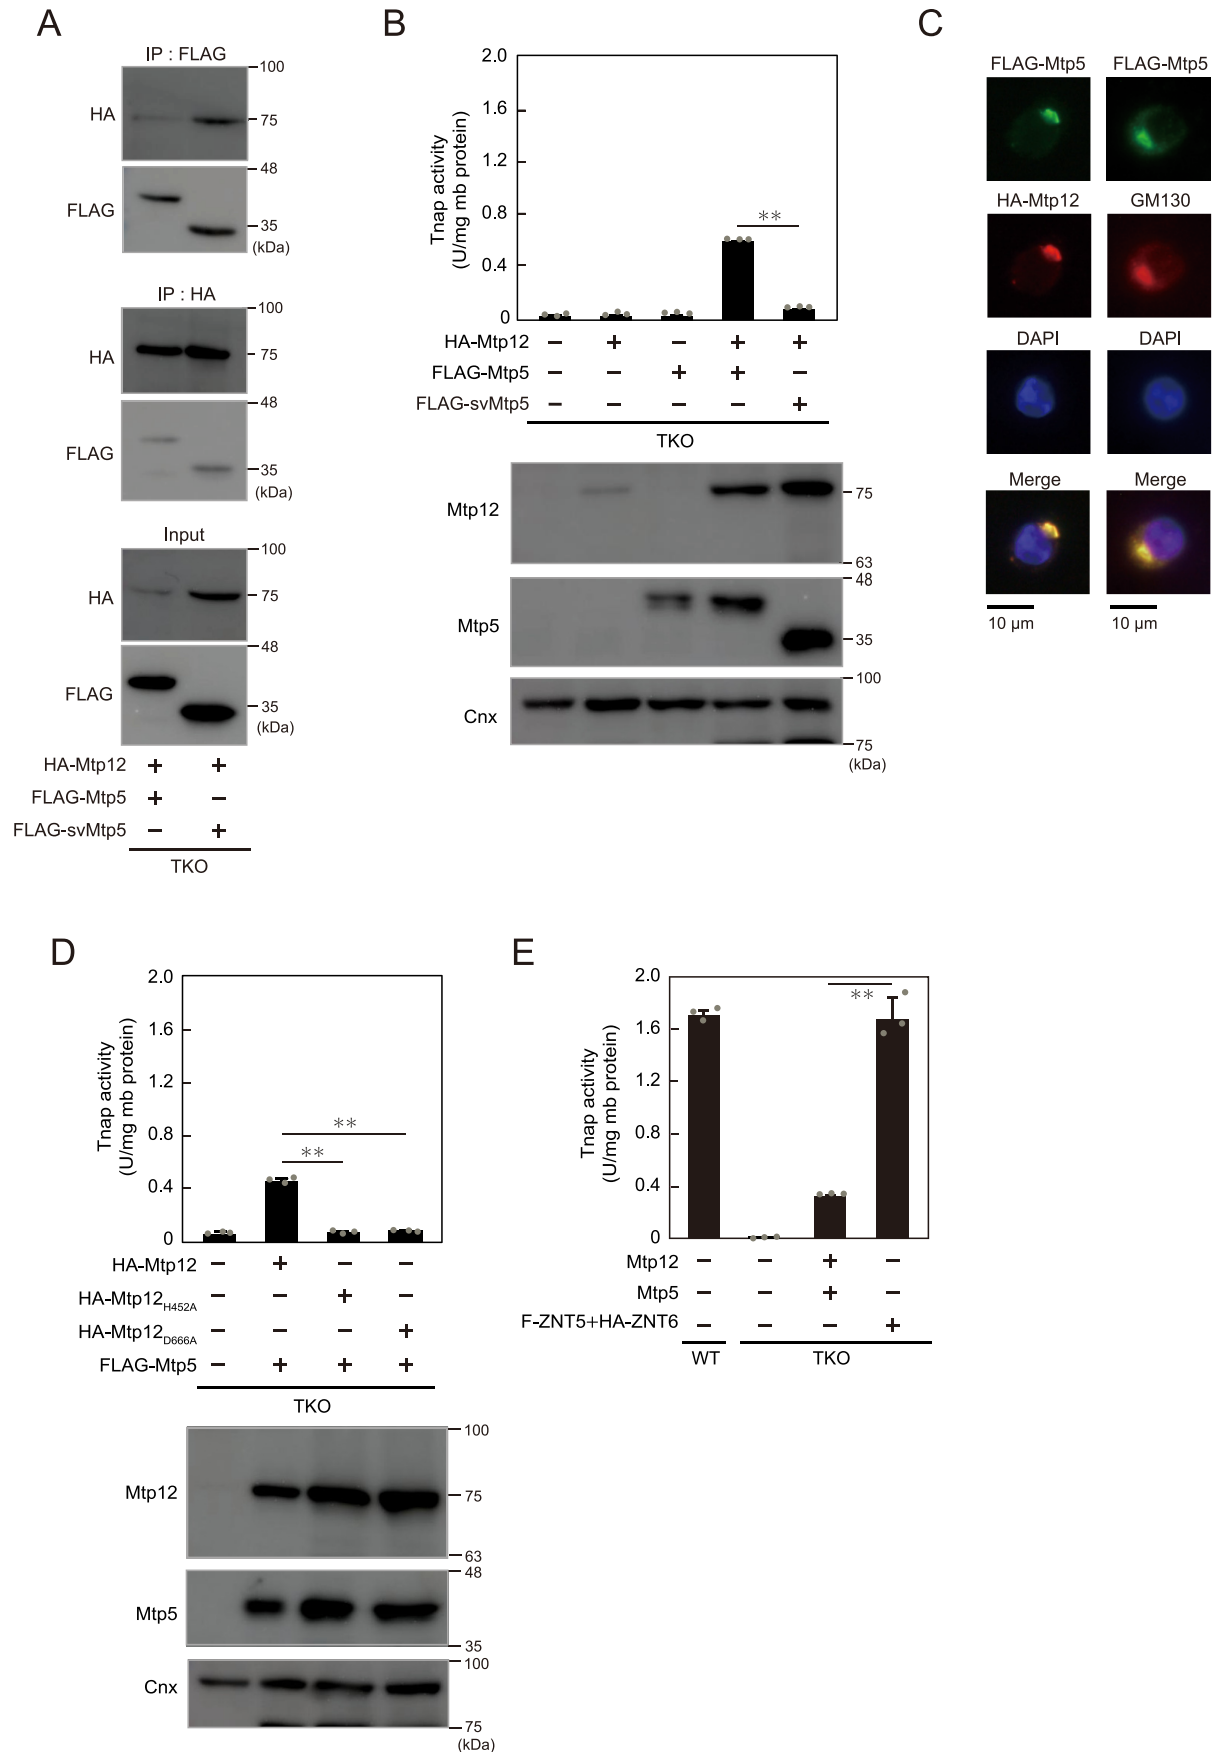 A
IP : FLAG
HA
100
75
FLAG
48
35
(kDa)
IP : HA
HA
100
75
FLAG
48
35
(kDa)
Input
HA
100
75
FLAG
48
35
(kDa)
HA-Mtp12 + +
FLAG-Mtp5 + −
FLAG-svMtp5 − +
TKO
B
Tnap activity
(U/mg mb protein)
2.0
1.6
1.2
0.8
0.4
0
**
HA-Mtp12 − + − + +
FLAG-Mtp5 − − + + −
FLAG-svMtp5 − − − − +
TKO
Mtp12
75
63
Mtp5
48
35
Cnx
100
75
(kDa)
C
FLAG-Mtp5 FLAG-Mtp5
HA-Mtp12 GM130
DAPI DAPI
Merge Merge
10 μm 10 μm
D
Tnap activity
(U/mg mb protein)
2.0
1.6
1.2
0.8
0.4
0
**
**
HA-Mtp12 − + − −
HA-Mtp12H452A − − + −
HA-Mtp12D666A − − − +
FLAG-Mtp5 − + + +
TKO
Mtp12
100
75
63
Mtp5
48
35
Cnx
100
75
(kDa)
E
Tnap activity
(U/mg mb protein)
2.0
1.6
1.2
0.8
0.4
0
**
Mtp12 − − + −
Mtp5 − − + −
F-ZNT5+HA-ZNT6 − − − +
WT TKO